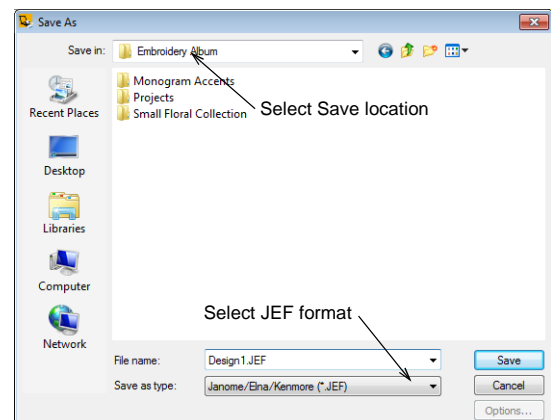 Save As
Save in:
Embroidery Album
Monogram Accents
Projects
Small Floral Collection
Select Save location
Recent Places
Desktop
Libraries
Computer
Network
Select JEF format
File name:
Design1.JEF
Save
Save as type:
Janome/Elna/Kenmore (*.JEF)
Cancel
Options...